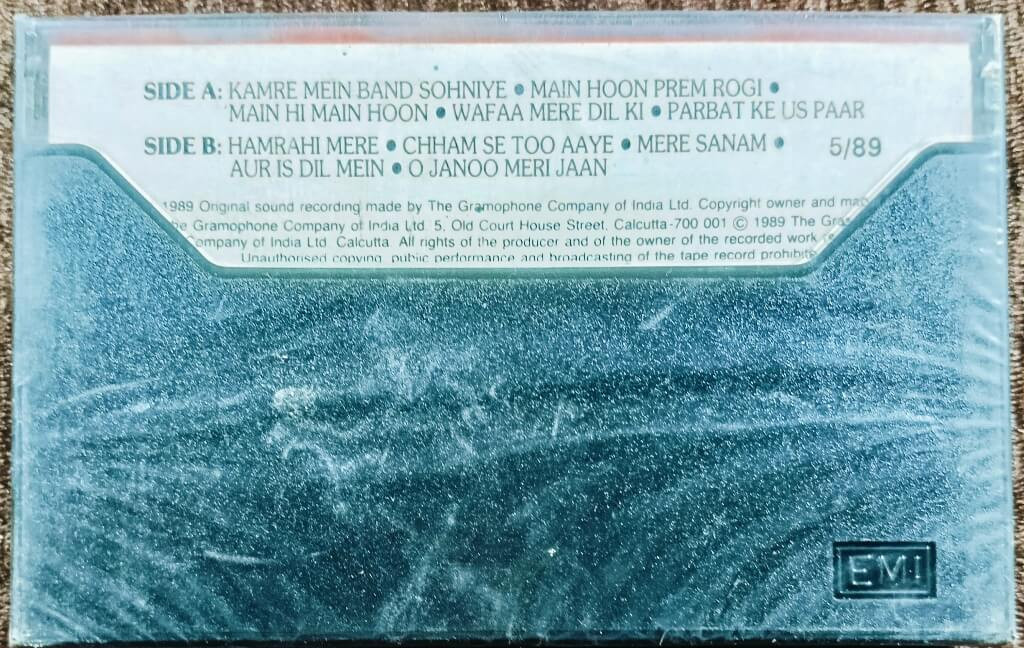 SIDE A: KAMRE MEIN BAND SOHNIYE • MAIN HOON PREM ROGI •
MAIN HI MAIN HOON • WAFAA MERE DIL KI • PARBAT KE US PAAR
SIDE B: HAMRAHI MERE • CHHAM SE TOO AAYE • MERE SANAM • 5/89
AUR IS DIL MEIN • O JANOO MERI JAAN
1989 Original sound recording made by The Gramophone Company of India Ltd. Copyright owner and
Gramophone Company of India Ltd. 5, Old Court House Street, Calcutta-700 001 © 1989 The
Company of India Ltd. Calcutta. All rights of the producer and of the owner of the recorded work
Unauthorised copying, public performance and broadcasting of the tape record
EMI